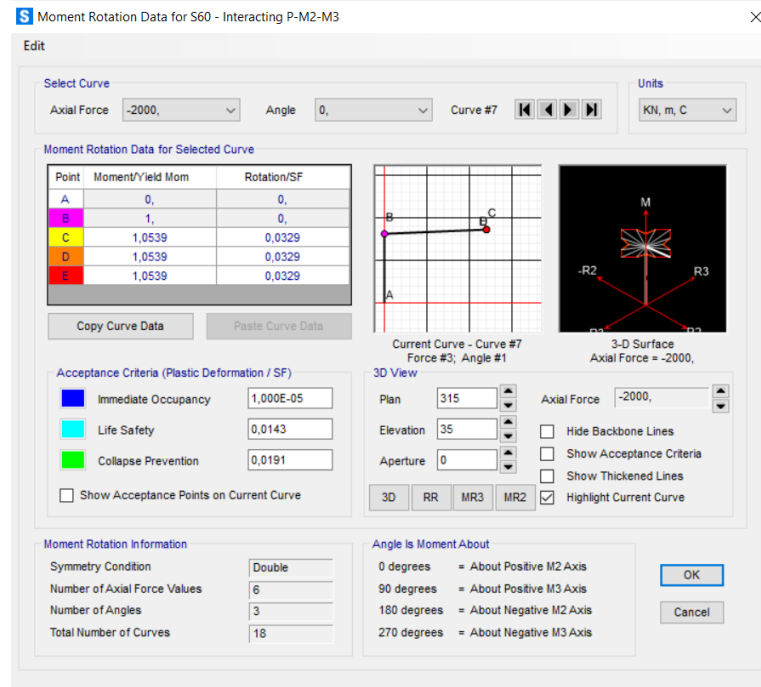 S Moment Rotation Data for S60 - Interacting P-M2-M3
Edit
Select Curve
Axial Force -2000, Angle 0, Curve #7
Units
KN, m, C
Moment Rotation Data for Selected Curve
Point Moment/Yield Mom Rotation/SF
A 0, 0,
B 1, 0,
C 1,0539 0,0329
D 1,0539 0,0329
E 1,0539 0,0329
Copy Curve Data Paste Curve Data
B C
A
Current Curve - Curve #7
Force #3; Angle #1
M
-R2 R3
3-D Surface
Axial Force = -2000,
Acceptance Criteria (Plastic Deformation / SF)
Immediate Occupancy 1,000E-05
Life Safety 0,0143
Collapse Prevention 0,0191
Show Acceptance Points on Current Curve
3D View
Plan 315
Elevation 35
Aperture 0
3D RR MR3 MR2
Axial Force -2000,
Hide Backbone Lines
Show Acceptance Criteria
Show Thickened Lines
Highlight Current Curve
Moment Rotation Information
Symmetry Condition Double
Number of Axial Force Values 6
Number of Angles 3
Total Number of Curves 18
Angle Is Moment About
0 degrees = About Positive M2 Axis
90 degrees = About Positive M3 Axis
180 degrees = About Negative M2 Axis
270 degrees = About Negative M3 Axis
OK
Cancel